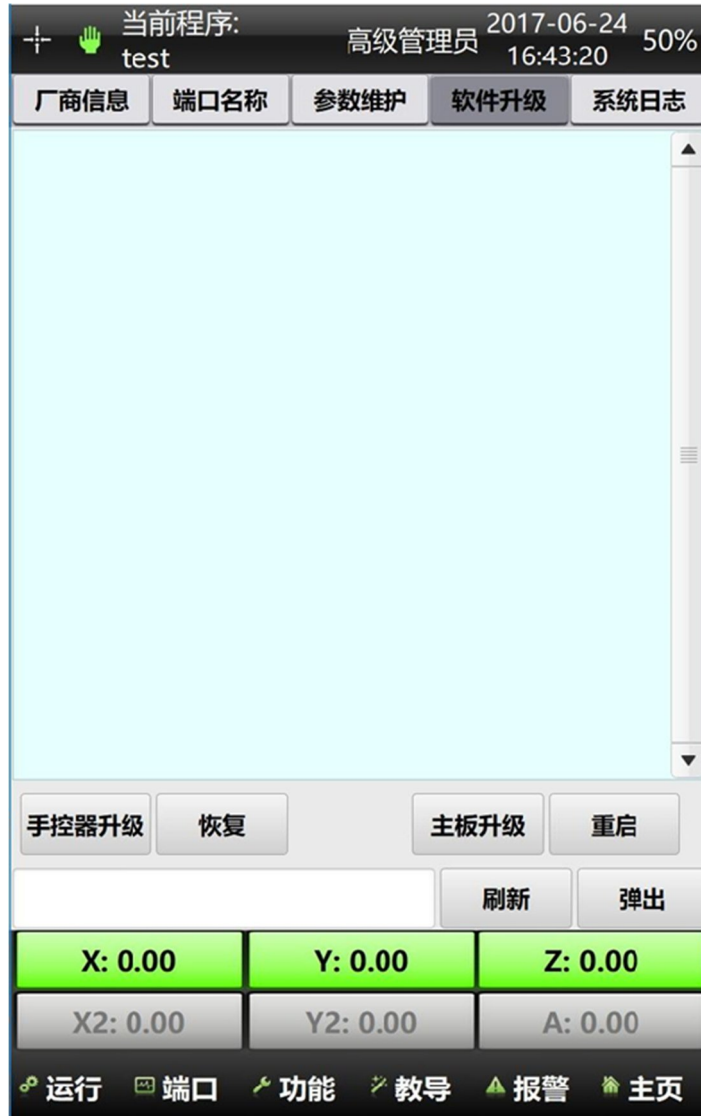 当前程序:
test
高级管理员
2017-06-24
16:43:20
50%
厂商信息 端口名称 参数维护 软件升级 系统日志
手控器升级 恢复 主板升级 重启
刷新 弹出
X: 0.00 Y: 0.00 Z: 0.00
X2: 0.00 Y2: 0.00 A: 0.00
运行 端口 功能 教导 报警 主页